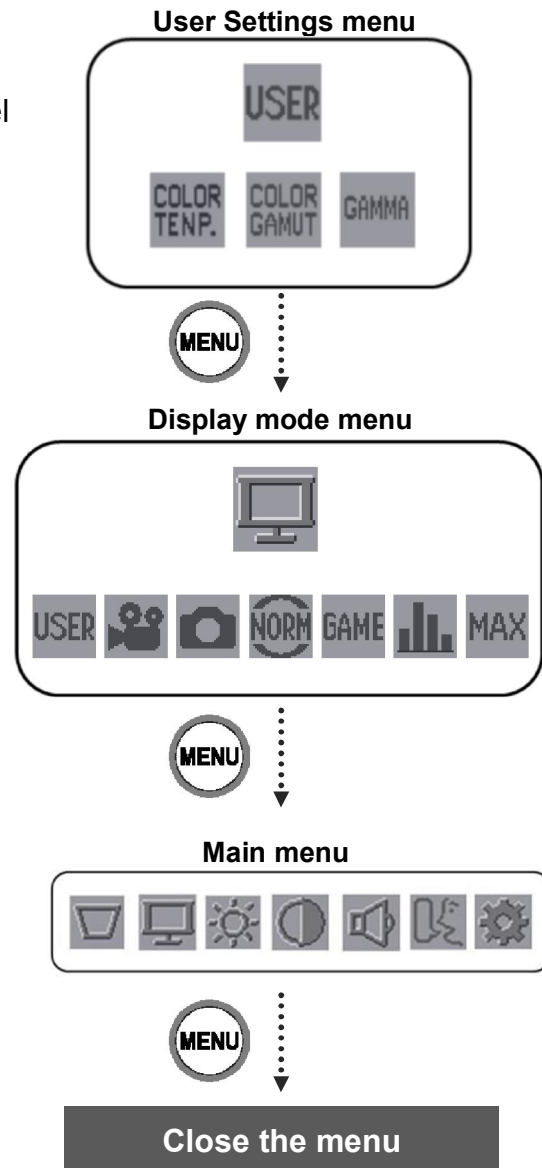 User Settings menu
el
USER
COLOR TENP.
COLOR GAMUT
GAMMA
MENU
Display mode menu
USER
NORM
GAME
MAX
MENU
Main menu
MENU
Close the menu